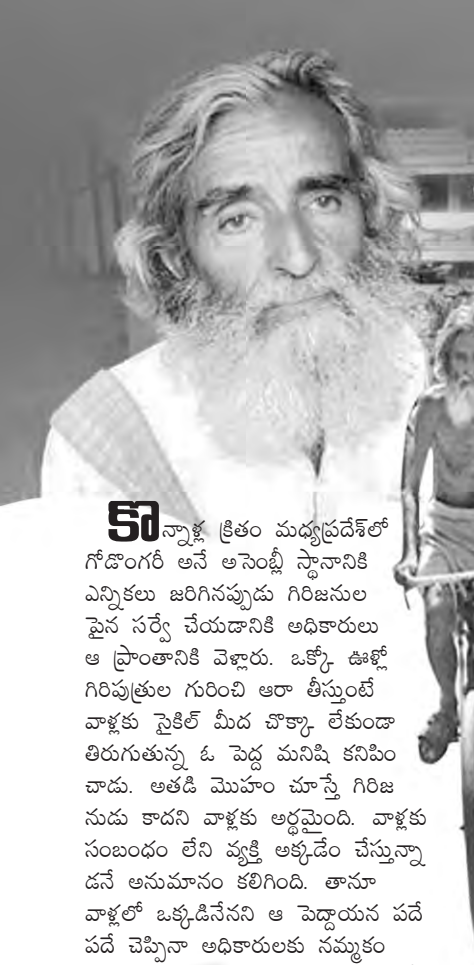 కొన్నాళ్ల క్రితం మధ్యప్రదేశ్‌లో
గోడొంగరీ అనే అసెంబ్లీ స్థానానికి
ఎన్నికలు జరిగినప్పుడు గిరిజనుల
పైన సర్వే చేయడానికి అధికారులు
ఆ ప్రాంతానికి వెళ్లారు. ఒక్కో ఊళ్లో
గిరిపుత్రుల గురించి ఆరా తీస్తుంటే
వాళ్లకు సైకిల్ మీద చొక్కా లేకుండా
తిరుగుతున్న ఓ పెద్ద మనిషి కనిపిం
చాడు. అతడి మొహం చూస్తే గిరిజ
నుడు కాదని వాళ్లకు అర్థమైంది. వాళ్లకు
సంబంధం లేని వ్యక్తి అక్కడేం చేస్తున్నా
డనే అనుమానం కలిగింది. తానూ
వాళ్లలో ఒక్కడినేనని ఆ పెద్దాయన పదే
పదే చెప్పినా అధికారులకు నమ్మకం